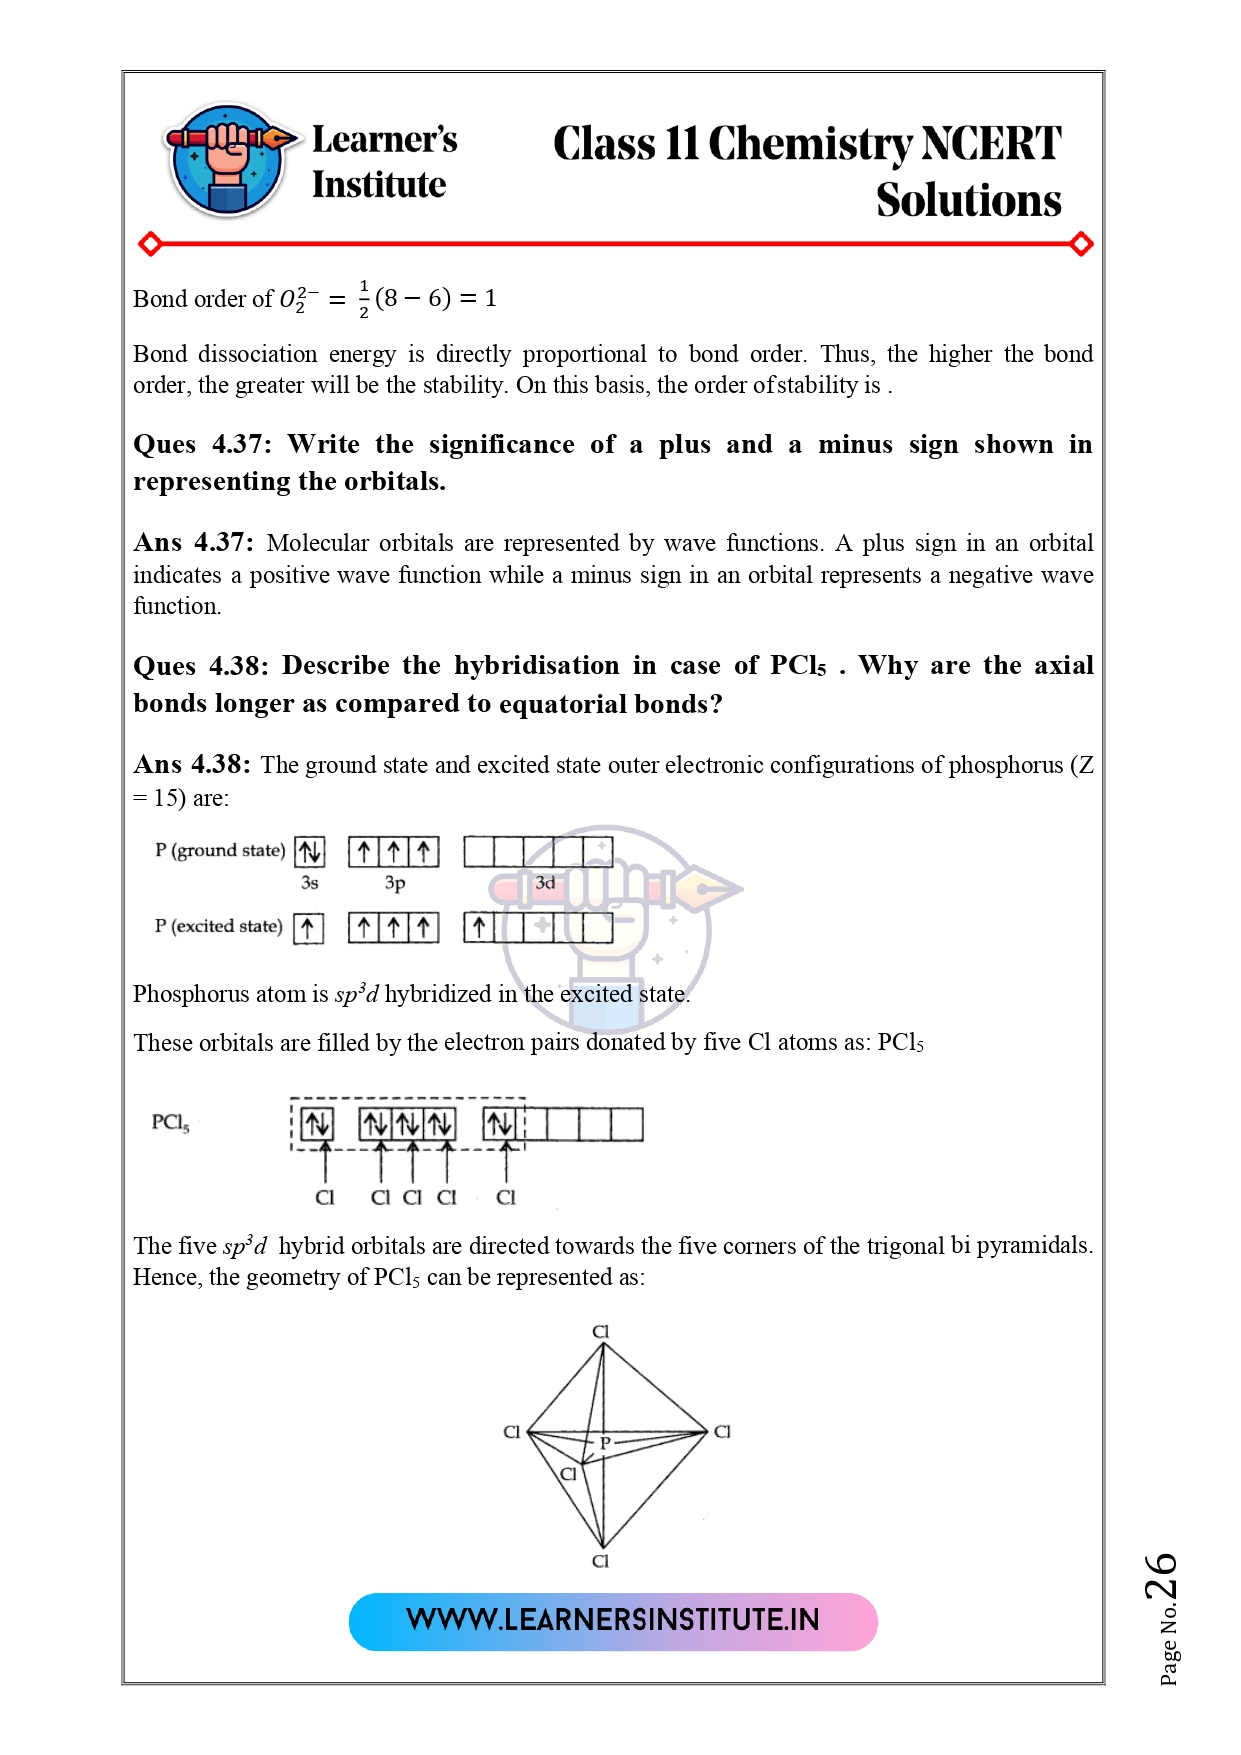 Learner's
Institute
Class 11 Chemistry NCERT
Solutions
Bond order of O₂²⁻ = 1/2 (8 − 6) = 1
Bond dissociation energy is directly proportional to bond order. Thus, the higher the bond
order, the greater will be the stability. On this basis, the order of stability is .
Ques 4.37: Write the significance of a plus and a minus sign shown in
representing the orbitals.
Ans 4.37: Molecular orbitals are represented by wave functions. A plus sign in an orbital
indicates a positive wave function while a minus sign in an orbital represents a negative wave
function.
Ques 4.38: Describe the hybridisation in case of PCl₅ . Why are the axial
bonds longer as compared to equatorial bonds?
Ans 4.38: The ground state and excited state outer electronic configurations of phosphorus (Z
= 15) are:
P (ground state) ↑↓ ↑ ↑ ↑
3s 3p 3d
P (excited state) ↑ ↑ ↑ ↑ ↑
Phosphorus atom is sp³d hybridized in the excited state.
These orbitals are filled by the electron pairs donated by five Cl atoms as: PCl₅
PCl₅ ↑↓ ↑↓ ↑↓ ↑↓ ↑↓
Cl Cl Cl Cl Cl
The five sp³d hybrid orbitals are directed towards the five corners of the trigonal bi pyramidals.
Hence, the geometry of PCl₅ can be represented as:
Cl
Cl Cl
P
Cl
Cl
WWW.LEARNERSINSTITUTE.IN
Page No.26